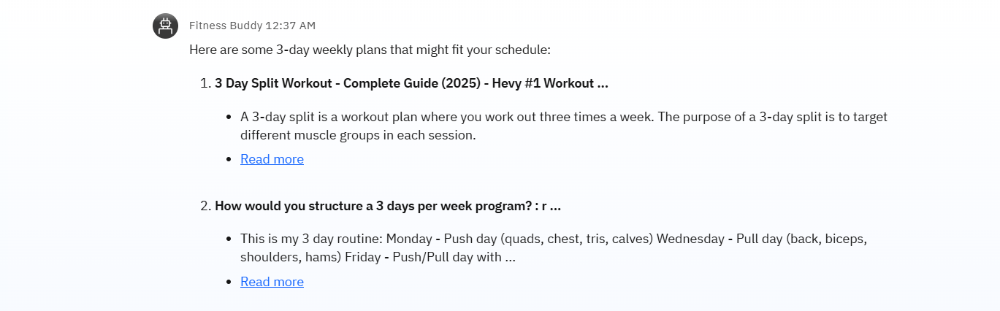 Fitness Buddy 12:37 AM
Here are some 3-day weekly plans that might fit your schedule:
1. 3 Day Split Workout - Complete Guide (2025) - Hevy #1 Workout ...
• A 3-day split is a workout plan where you work out three times a week. The purpose of a 3-day split is to target
different muscle groups in each session.
• Read more
2. How would you structure a 3 days per week program? : r ...
• This is my 3 day routine: Monday - Push day (quads, chest, tris, calves) Wednesday - Pull day (back, biceps,
shoulders, hams) Friday - Push/Pull day with ...
• Read more